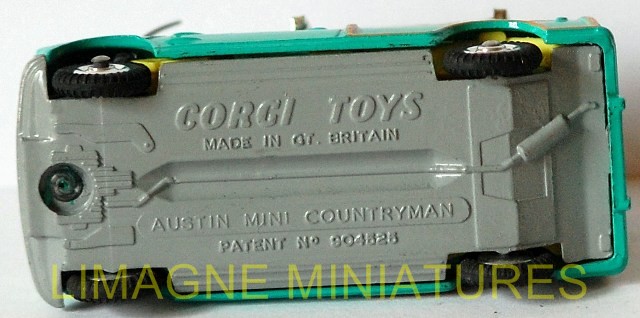 CORGI TOYS
MADE IN GT. BRITAIN
AUSTIN MINI COUNTRYMAN
PATENT Nº 904525
LIMAGNE MINIATURES